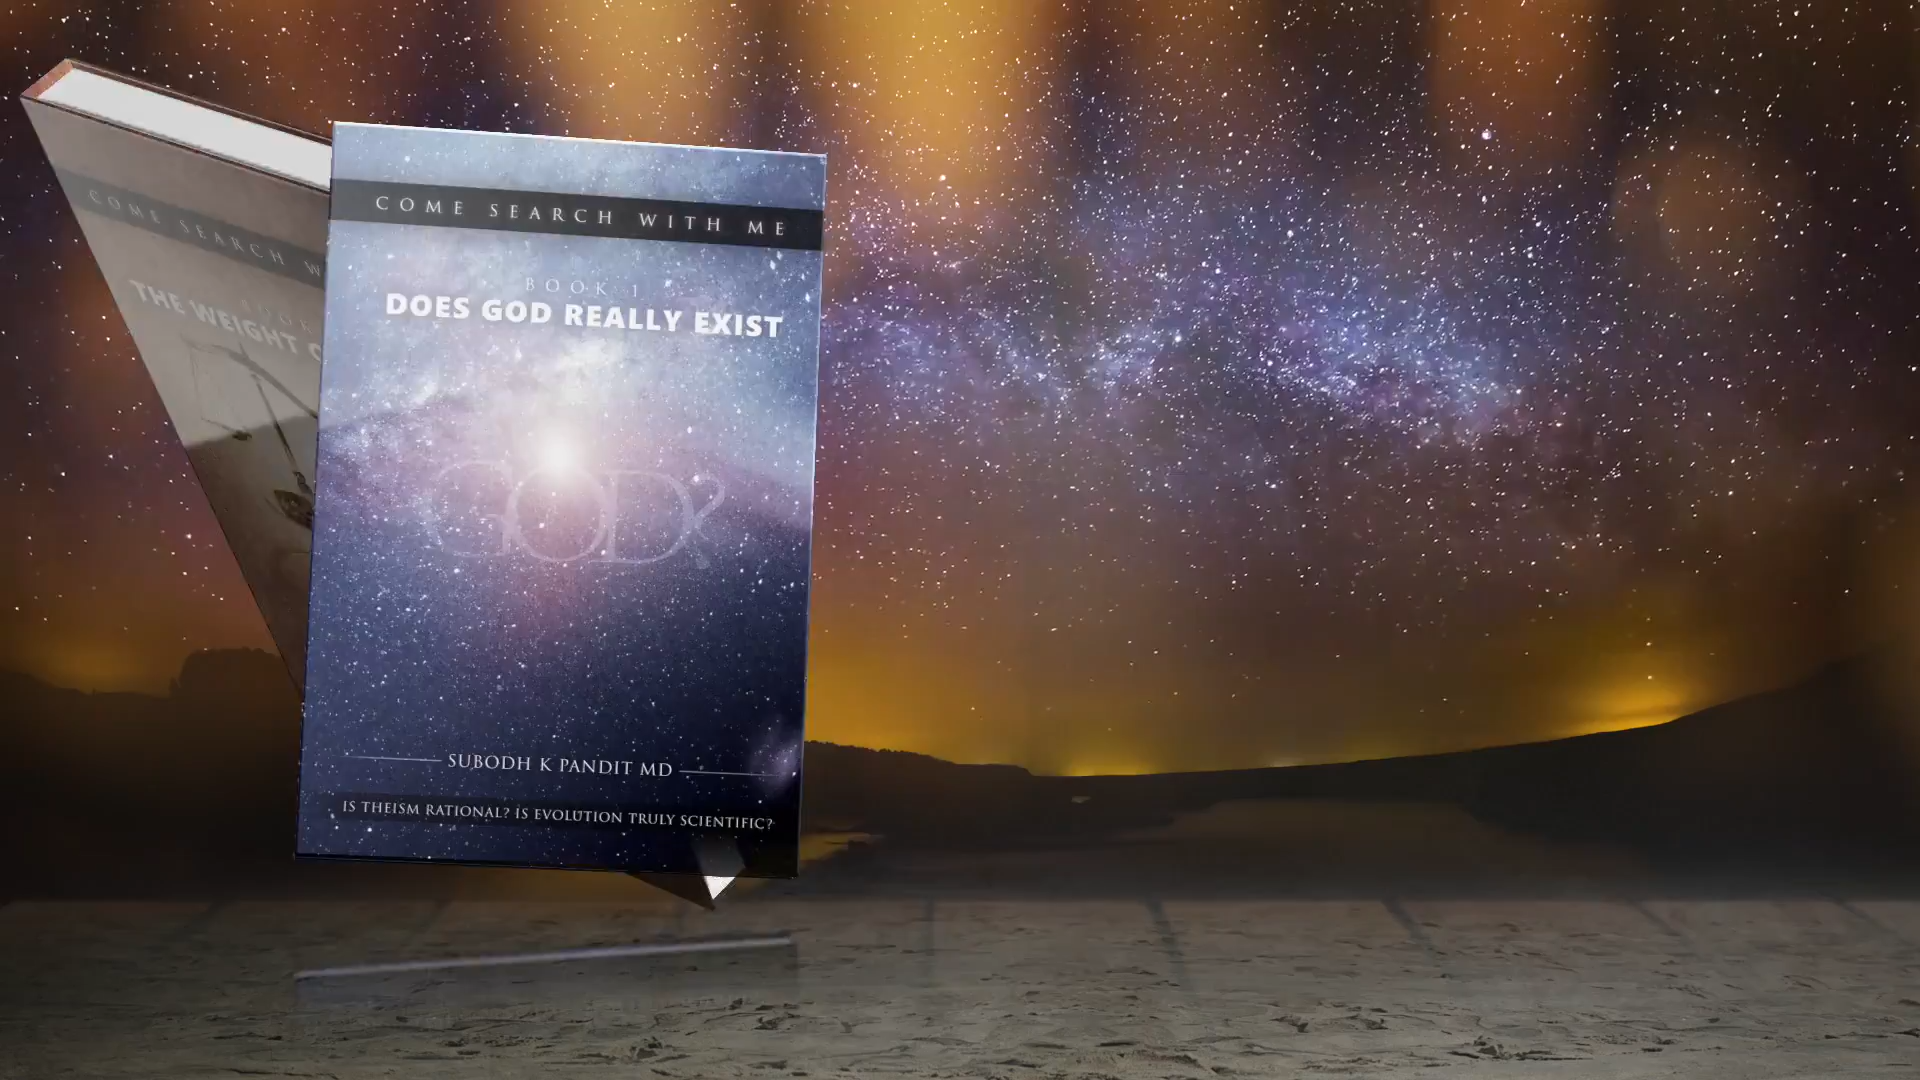 COME SEARCH WITH ME
BOOK 1
DOES GOD REALLY EXIST
GOD?
SUBODH K PANDIT MD
IS THEISM RATIONAL? IS EVOLUTION TRULY SCIENTIFIC?
COME SEARCH
THE WEIGHT